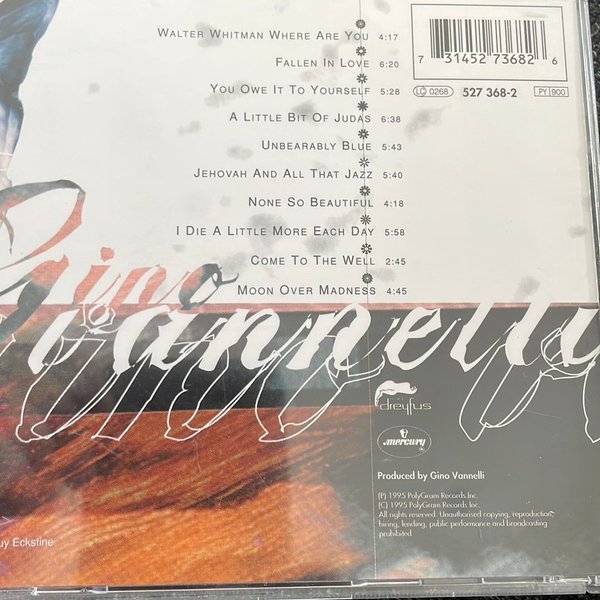 WALTER WHITMAN WHERE ARE YOU 4:17
FALLEN IN LOVE 6:20
YOU OWE IT TO YOURSELF 5:28
A LITTLE BIT OF JUDAS 6:38
UNBEARABLY BLUE 5:43
JEHOVAH AND ALL THAT JAZZ 5:40
NONE SO BEAUTIFUL 4:18
I DIE A LITTLE MORE EACH DAY 5:58
COME TO THE WELL 2:45
MOON OVER MADNESS 4:45
7 31452 73682 6
LC 0268 527 368-2 PY 900
Gino
Vannelli
dreyfus
mercury
Produced by Gino Vannelli
(P) 1995 PolyGram Records Inc.
(C) 1995 PolyGram Records Inc.
All rights reserved. Unauthorised copying, reproduction,
hiring, lending, public performance and broadcasting
prohibited
uy Eckstine